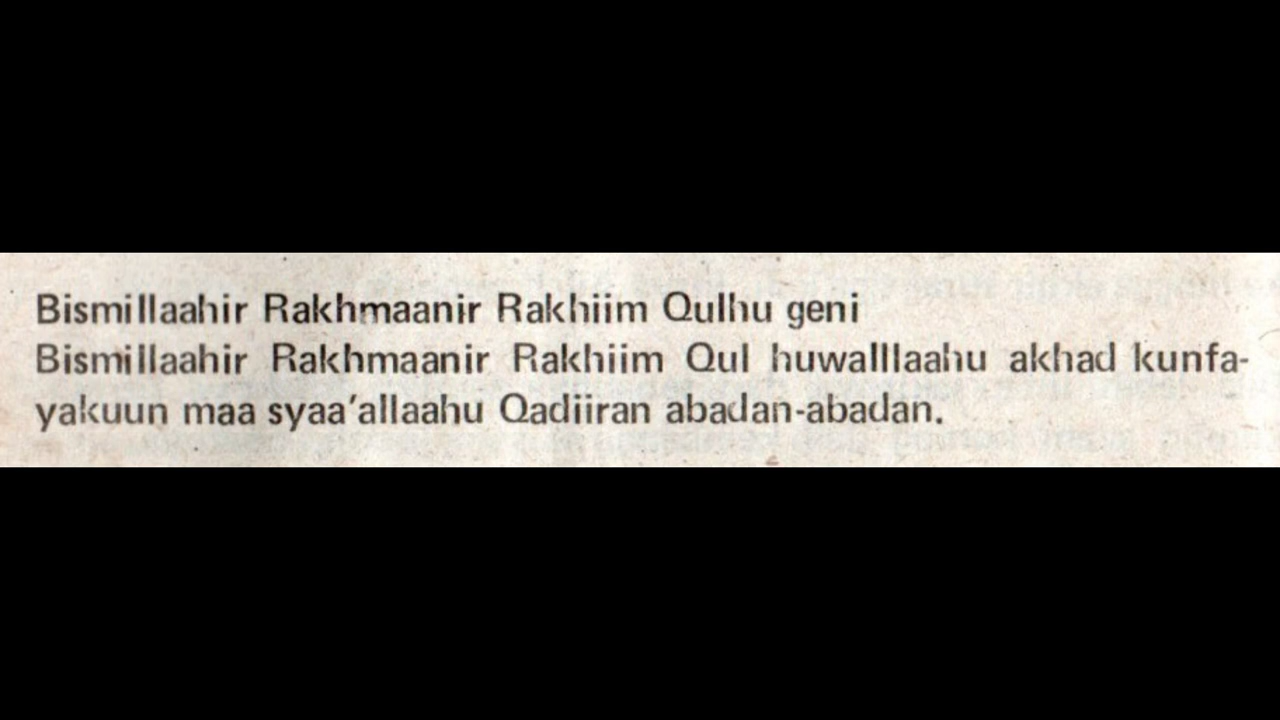 Bismillaahir Rakhmaanir Rakhiim Qulhu geni
Bismillaahir Rakhmaanir Rakhiim Qul huwalllaahu akhad kunfa-
yakuun maa syaa'allaahu Qadiiran abadan-abadan.